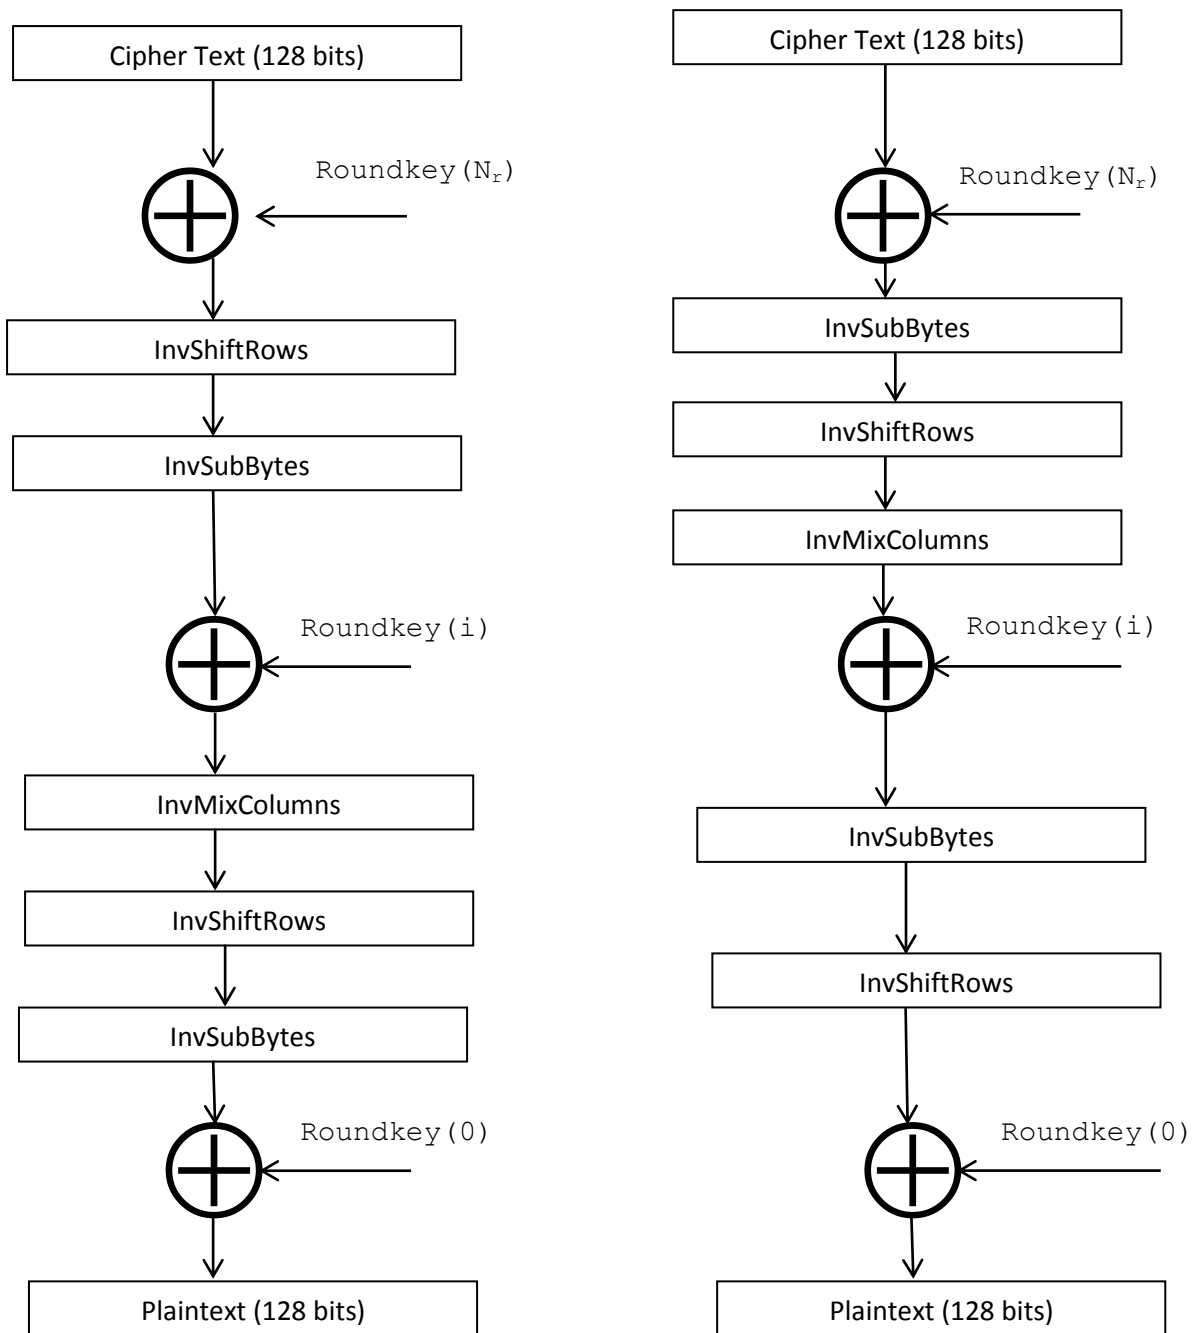 Cipher Text (128 bits)
Roundkey(Nᵣ)
InvShiftRows
InvSubBytes
Roundkey(i)
InvMixColumns
InvShiftRows
InvSubBytes
Roundkey(0)
Plaintext (128 bits)
Cipher Text (128 bits)
Roundkey(Nᵣ)
InvSubBytes
InvShiftRows
InvMixColumns
Roundkey(i)
InvSubBytes
InvShiftRows
Roundkey(0)
Plaintext (128 bits)